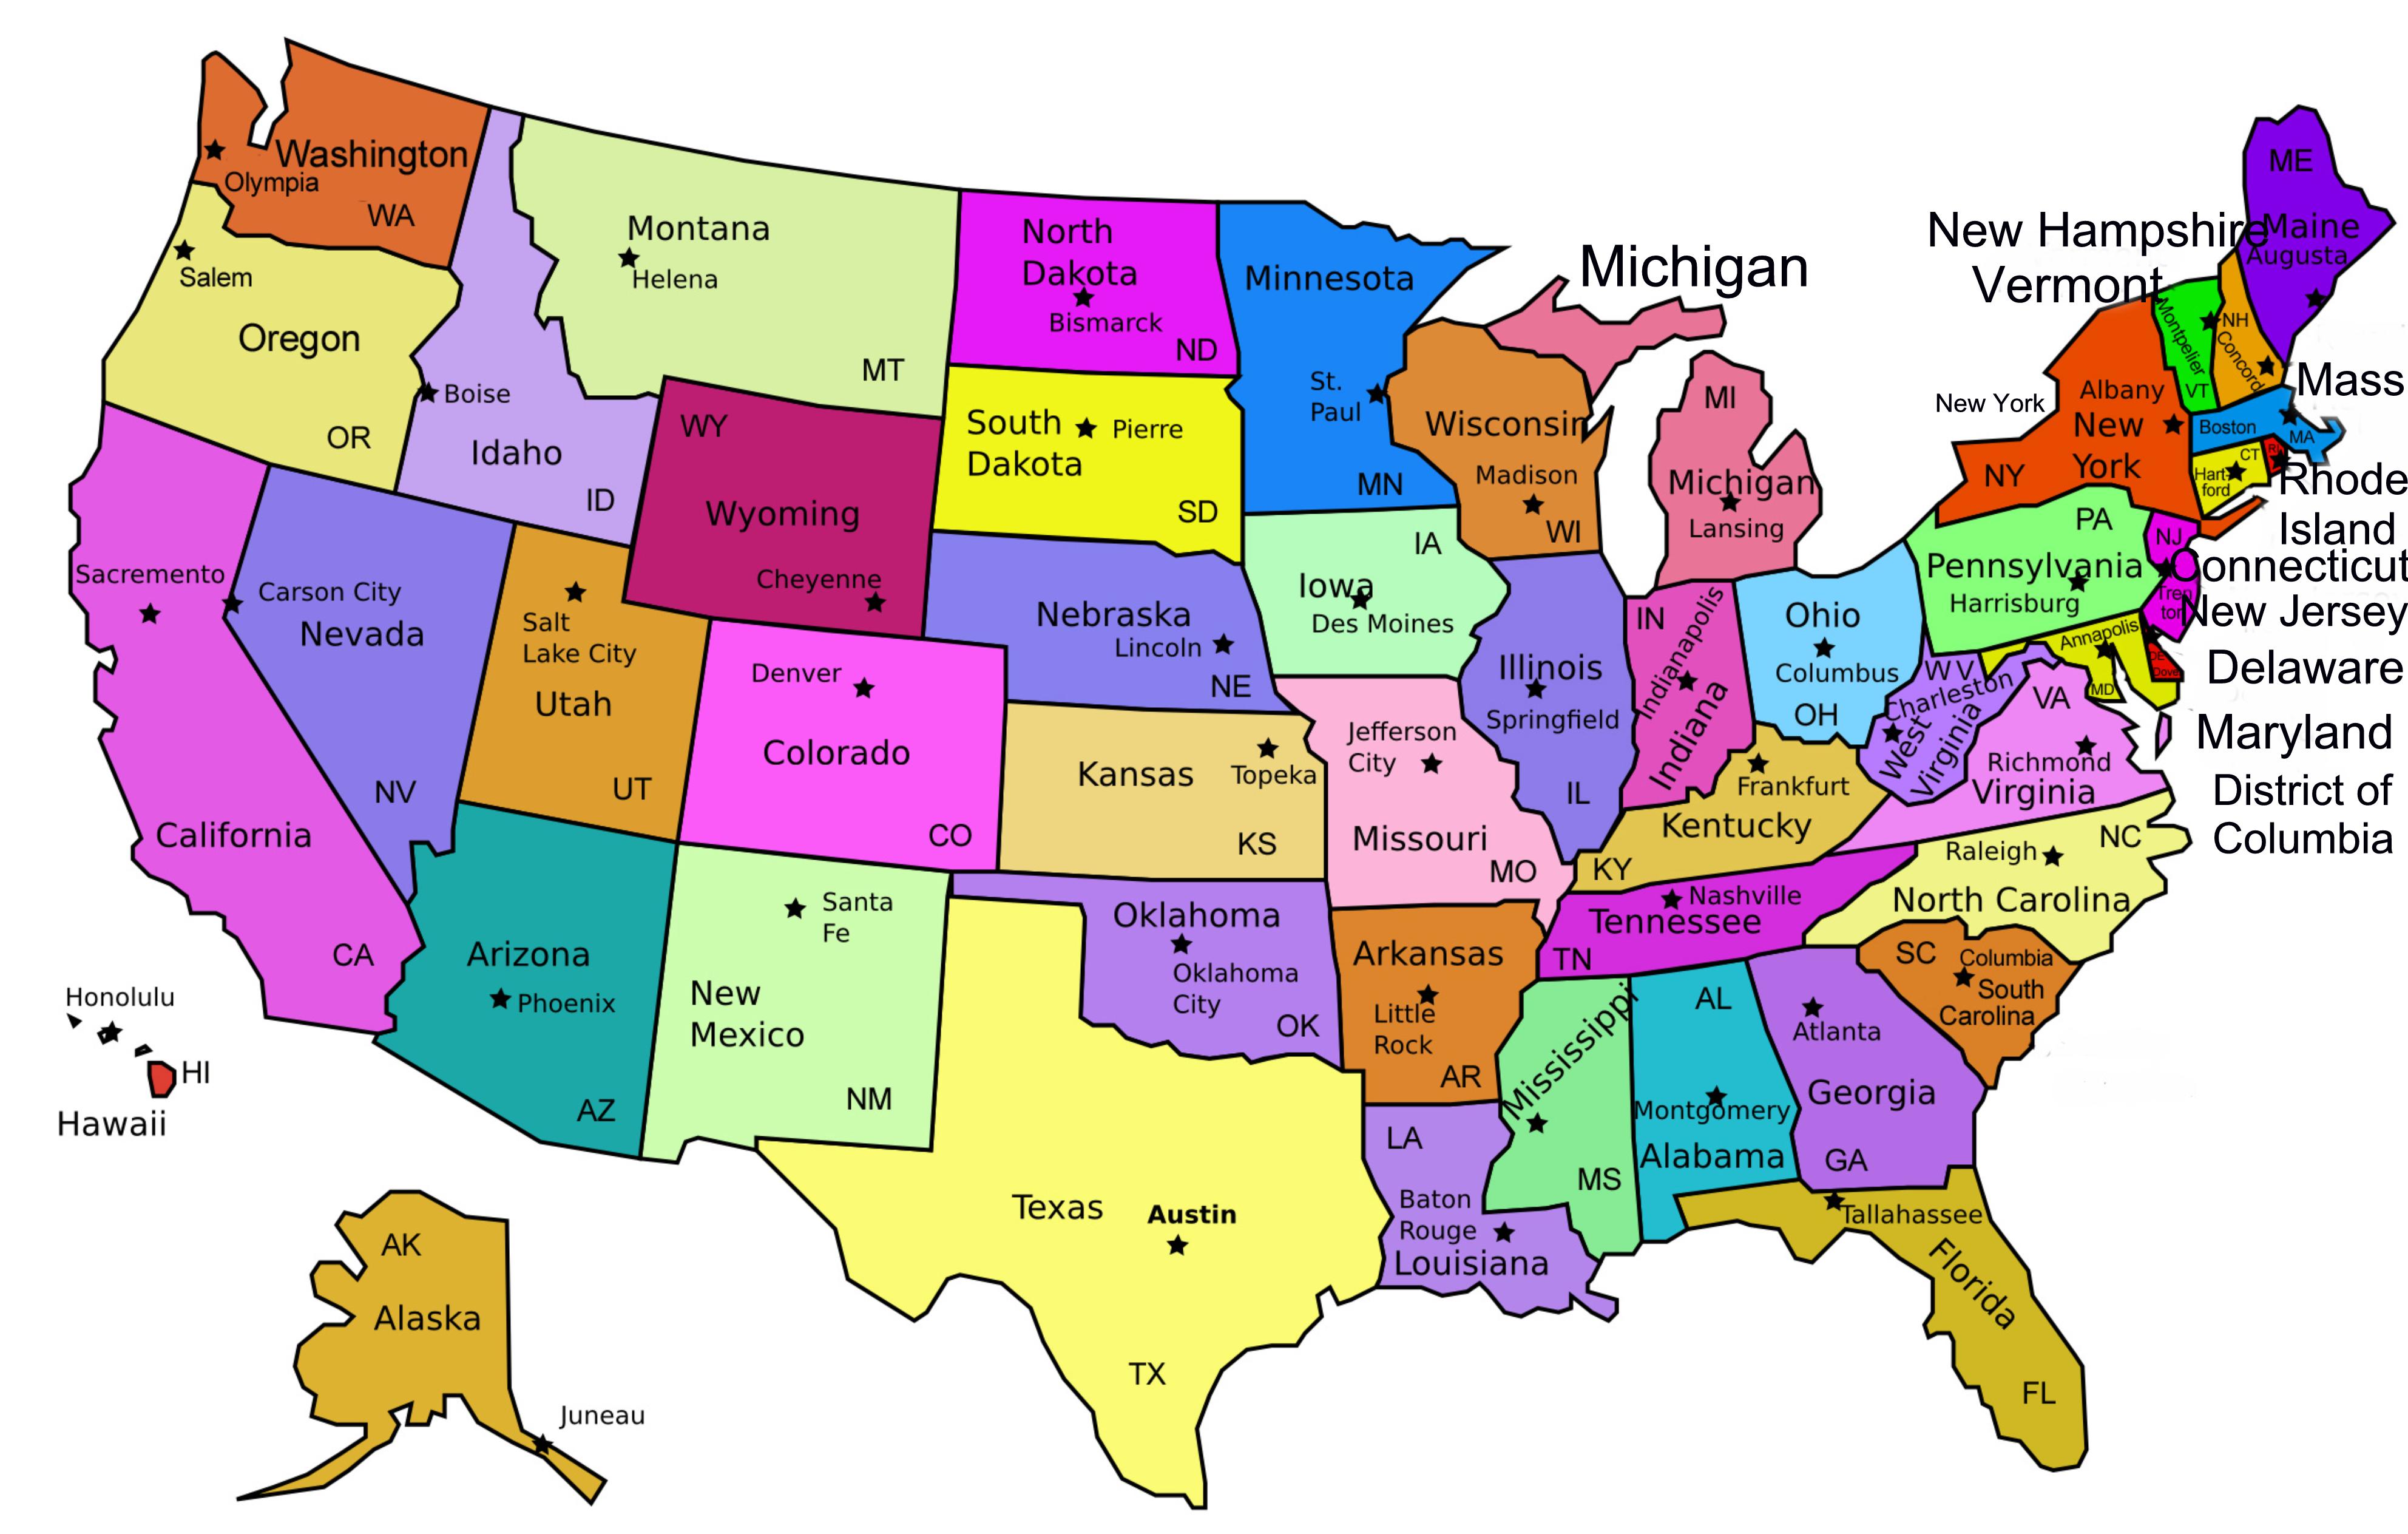 Washington
Olympia
WA
Salem
Oregon
OR
Boise
Idaho
ID
Montana
Helena
MT
WY
Wyoming
Cheyenne
North
Dakota
Bismarck
ND
South
Dakota
Pierre
SD
Minnesota
St.
Paul
MN
Wisconsin
Madison
WI
Michigan
MI
Michigan
Lansing
Sacremento
California
CA
Carson City
Nevada
NV
Salt
Lake City
Utah
UT
Denver
Colorado
CO
Nebraska
Lincoln
NE
Kansas
Topeka
KS
IA
Iowa
Des Moines
Jefferson
City
Missouri
MO
Illinois
Springfield
IL
IN
Indianapolis
Indiana
Ohio
Columbus
OH
Frankfurt
Kentucky
KY
Nashville
Tennessee
TN
Arizona
Phoenix
AZ
Santa
Fe
New
Mexico
NM
Oklahoma
Oklahoma
City
OK
Texas
Austin
TX
Arkansas
Little
Rock
AR
LA
Baton
Rouge
Louisiana
Mississippi
MS
AL
Montgomery
Alabama
Atlanta
Georgia
GA
Tallahassee
Florida
FL
SC
Columbia
South
Carolina
NC
Raleigh
North Carolina
VA
Richmond
Virginia
WV
Charleston
West
Virginia
PA
Pennsylvania
Harrisburg
New York
Albany
New
York
NY
New Hampshire
Vermont
Montpelier
VT
NH
Concord
ME
Maine
Augusta
Mass
Boston
MA
CT
Hart-
ford
RI
Rhode
Island
Connecticut
NJ
Tren
ton
New Jersey
DE
Delaware
Annapolis
MD
Maryland
District of
Columbia
Honolulu
HI
Hawaii
AK
Alaska
Juneau